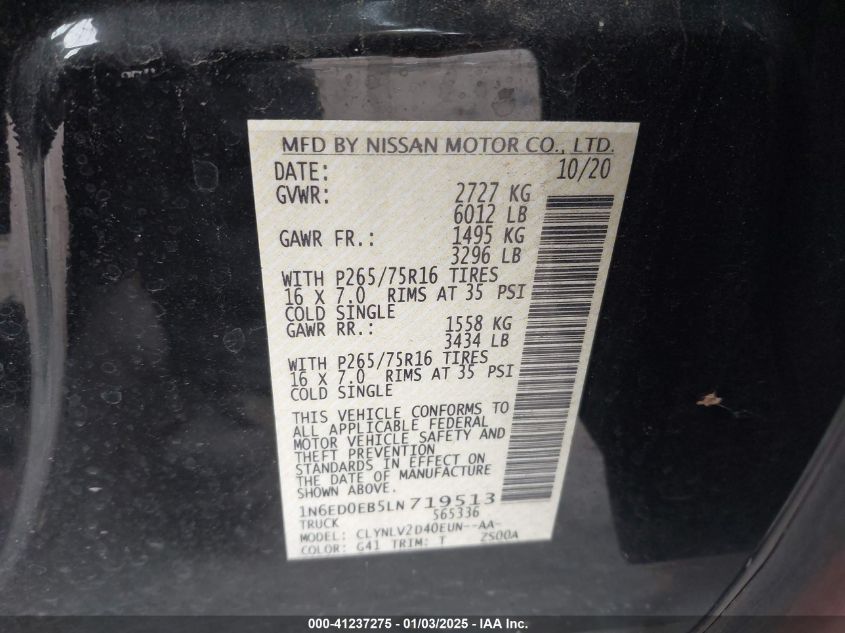 MFD BY NISSAN MOTOR CO., LTD.
DATE: 10/20
GVWR: 2727 KG
6012 LB
GAWR FR.: 1495 KG
3296 LB
WITH P265/75R16 TIRES
16 X 7.0 RIMS AT 35 PSI
COLD SINGLE
GAWR RR.: 1558 KG
3434 LB
WITH P265/75R16 TIRES
16 X 7.0 RIMS AT 35 PSI
COLD SINGLE
THIS VEHICLE CONFORMS TO
ALL APPLICABLE FEDERAL
MOTOR VEHICLE SAFETY AND
THEFT PREVENTION
STANDARDS IN EFFECT ON
THE DATE OF MANUFACTURE
SHOWN ABOVE.
1N6ED0EB5LN719513
TRUCK 565336
MODEL: CLYNLV2D40EUN--AA-
COLOR: G41 TRIM: T ZS00A
000-41237275 - 01/03/2025 - IAA Inc.